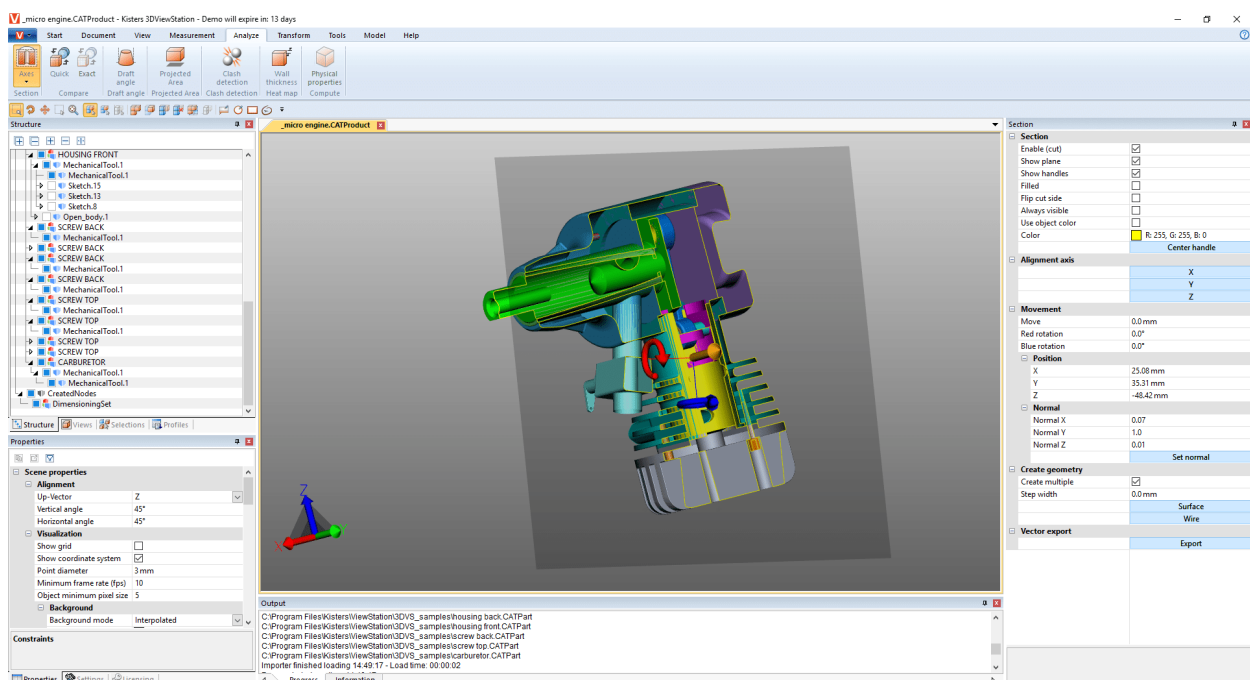 _micro engine.CATProduct - Kisters 3DViewStation - Demo will expire in: 13 days
Start Document View Measurement Analyze Transform Tools Model Help
Axes Quick Exact Draft angle Projected Area Clash detection Wall thickness Physical properties
Section Compare Draft angle Projected Area Clash detection Heat map Compute
Structure
_micro engine.CATProduct
HOUSING FRONT
MechanicalTool.1
MechanicalTool.1
Sketch.15
Sketch.13
Sketch.8
Open_body.1
SCREW BACK
MechanicalTool.1
SCREW BACK
SCREW BACK
MechanicalTool.1
SCREW BACK
MechanicalTool.1
SCREW TOP
MechanicalTool.1
SCREW TOP
MechanicalTool.1
SCREW TOP
SCREW TOP
CARBURETOR
MechanicalTool.1
MechanicalTool.1
CreatedNodes
DimensioningSet
Structure Views Selections Profiles
Properties
Scene properties
Alignment
Up-Vector Z
Vertical angle 45°
Horizontal angle 45°
Visualization
Show grid
Show coordinate system
Point diameter 3 mm
Minimum frame rate (fps) 10
Object minimum pixel size 5
Background
Background mode Interpolated
Constraints
Properties Settings Licensing
Z
X
Output
C:\Program Files\Kisters\ViewStation\3DVS_samples\housing back.CATPart
C:\Program Files\Kisters\ViewStation\3DVS_samples\housing front.CATPart
C:\Program Files\Kisters\ViewStation\3DVS_samples\screw back.CATPart
C:\Program Files\Kisters\ViewStation\3DVS_samples\screw top.CATPart
C:\Program Files\Kisters\ViewStation\3DVS_samples\carburetor.CATPart
Importer finished loading 14:49:17 - Load time: 00:00:02
Progress Information
Section
Section
Enable (cut)
Show plane
Show handles
Filled
Flip cut side
Always visible
Use object color
Color R: 255, G: 255, B: 0
Center handle
Alignment axis
X
Y
Z
Movement
Move 0.0 mm
Red rotation 0.0°
Blue rotation 0.0°
Position
X 25.08 mm
Y 35.31 mm
Z -48.42 mm
Normal
Normal X 0.07
Normal Y 1.0
Normal Z 0.01
Set normal
Create geometry
Create multiple
Step width 0.0 mm
Surface
Wire
Vector export
Export